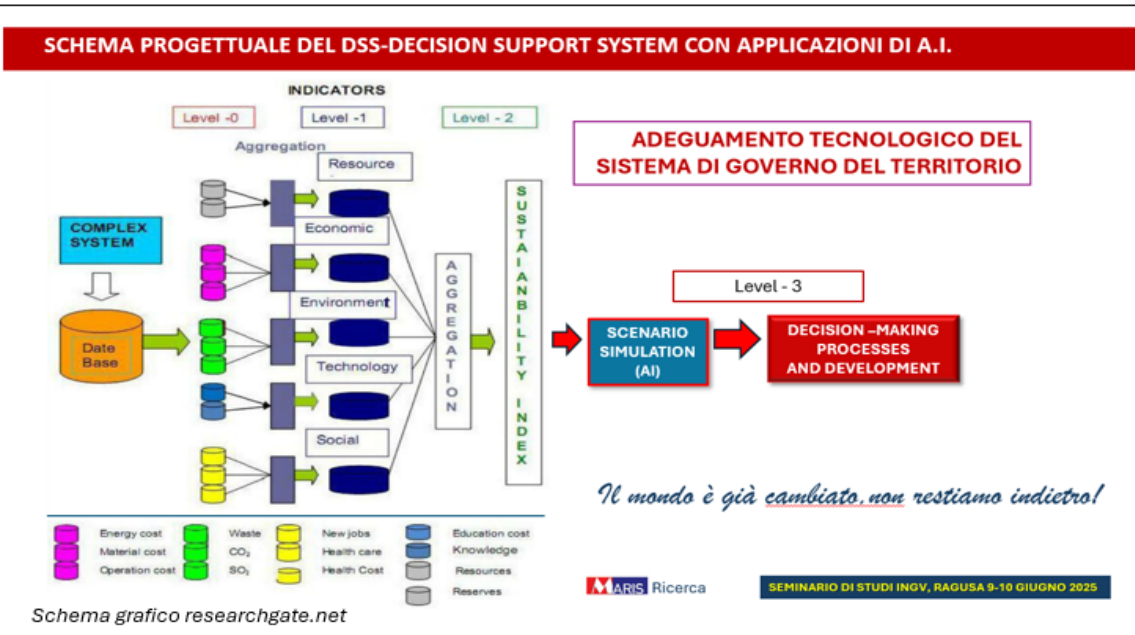 SCHEMA PROGETTUALE DEL DSS-DECISION SUPPORT SYSTEM CON APPLICAZIONI DI A.I.
INDICATORS
Level -0
Level -1
Level - 2
Aggregation
Resource
Economic
Environment
Technology
Social
COMPLEX
SYSTEM
Date
Base
AGGREGATION
SUSTAIANBILITY INDEX
ADEGUAMENTO TECNOLOGICO DEL
SISTEMA DI GOVERNO DEL TERRITORIO
Level - 3
SCENARIO
SIMULATION
(AI)
DECISION –MAKING
PROCESSES
AND DEVELOPMENT
Il mondo è già cambiato, non restiamo indietro!
Energy cost
Material cost
Operation cost
Waste
CO₂
SO₂
New jobs
Health care
Health Cost
Education cost
Knowledge
Resources
Reserves
MARIS Ricerca
SEMINARIO DI STUDI INGV, RAGUSA 9-10 GIUGNO 2025
Schema grafico researchgate.net